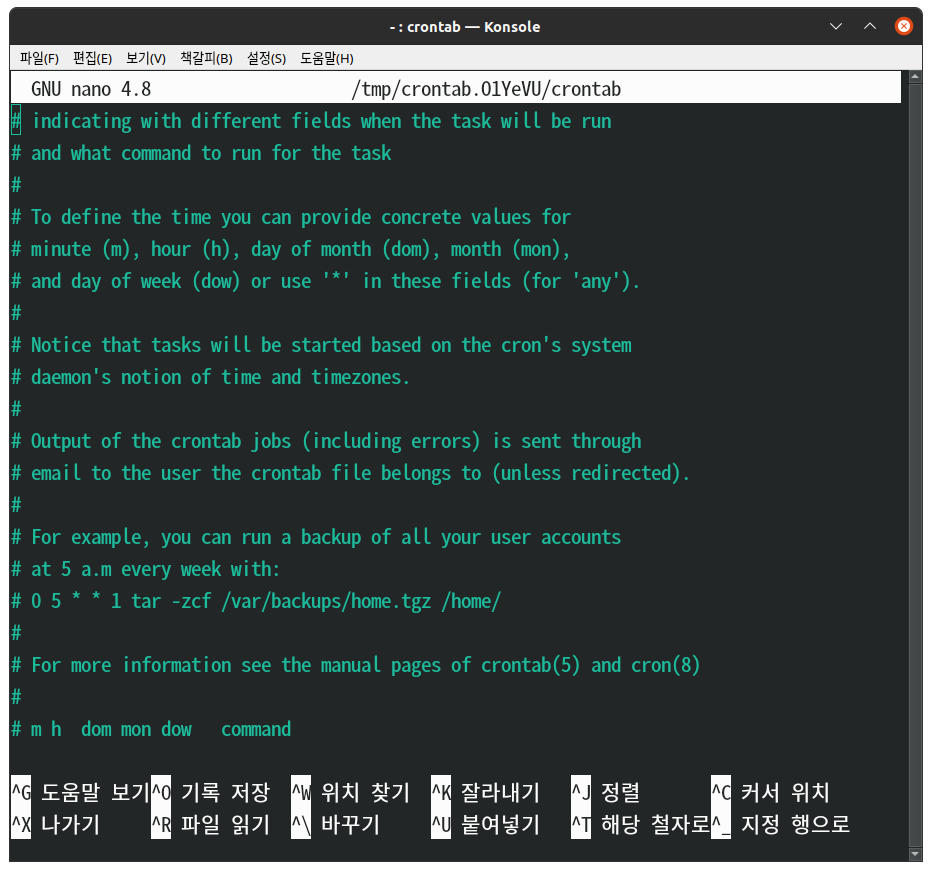 - : crontab — Konsole
파일(F) 편집(E) 보기(V) 책갈피(B) 설정(S) 도움말(H)
GNU nano 4.8 /tmp/crontab.O1YeVU/crontab
# indicating with different fields when the task will be run
# and what command to run for the task
#
# To define the time you can provide concrete values for
# minute (m), hour (h), day of month (dom), month (mon),
# and day of week (dow) or use '*' in these fields (for 'any').
#
# Notice that tasks will be started based on the cron's system
# daemon's notion of time and timezones.
#
# Output of the crontab jobs (including errors) is sent through
# email to the user the crontab file belongs to (unless redirected).
#
# For example, you can run a backup of all your user accounts
# at 5 a.m every week with:
# 0 5 * * 1 tar -zcf /var/backups/home.tgz /home/
#
# For more information see the manual pages of crontab(5) and cron(8)
#
# m h  dom mon dow   command
^G 도움말 보기 ^O 기록 저장 ^W 위치 찾기 ^K 잘라내기 ^J 정렬 ^C 커서 위치
^X 나가기 ^R 파일 읽기 ^\ 바꾸기 ^U 붙여넣기 ^T 해당 철자로 ^_ 지정 행으로